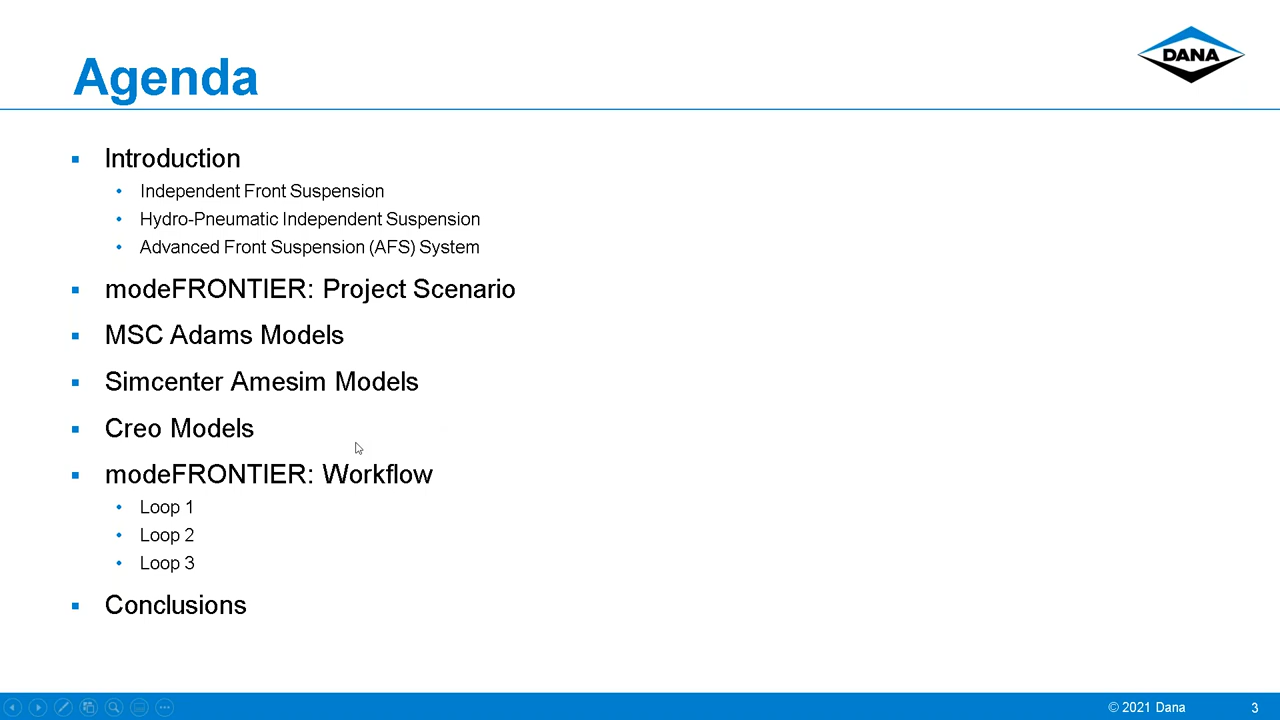 Agenda
DANA
Introduction
Independent Front Suspension
Hydro-Pneumatic Independent Suspension
Advanced Front Suspension (AFS) System
modeFRONTIER: Project Scenario
MSC Adams Models
Simcenter Amesim Models
Creo Models
modeFRONTIER: Workflow
Loop 1
Loop 2
Loop 3
Conclusions
© 2021 Dana
3